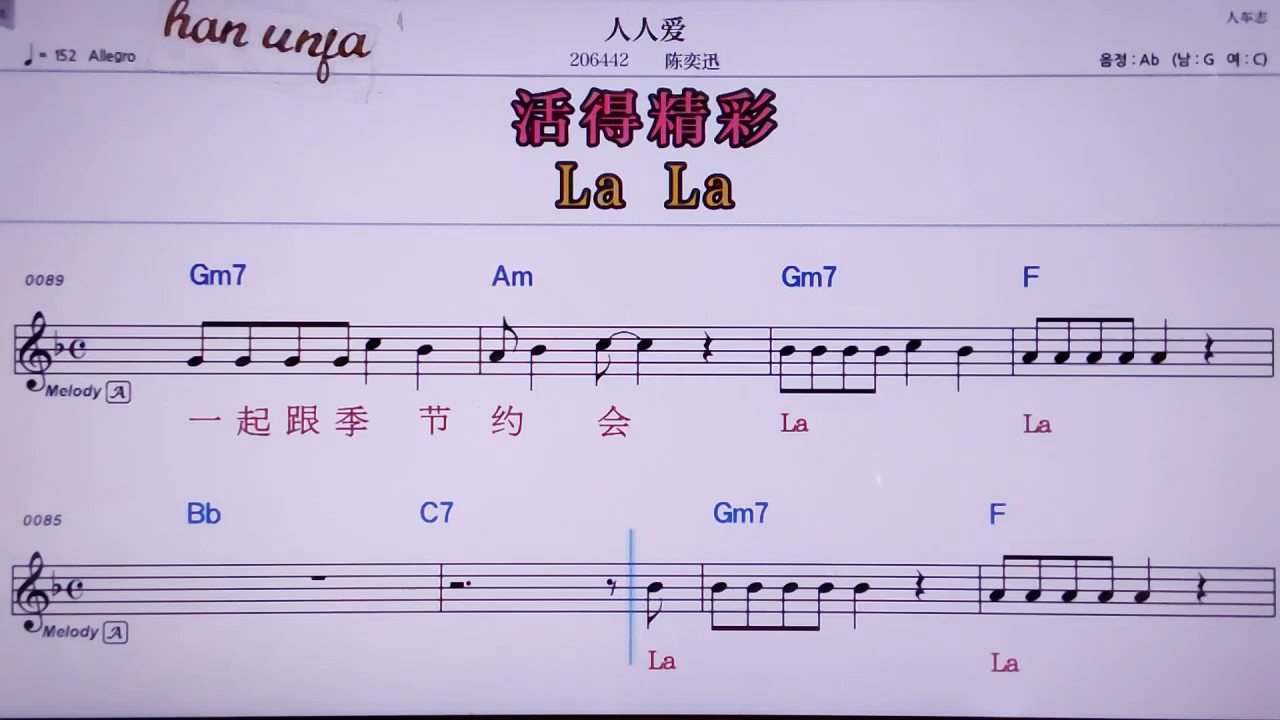 han unja
人人爱
人车志
♩= 152 Allegro
206442 陈奕迅
음정 : Ab (남 : G 여 : C)
活得精彩
La La
0089
Gm7 Am Gm7 F
Melody A
一起跟季节约会 La La
0085
Bb C7 Gm7 F
Melody A
La La